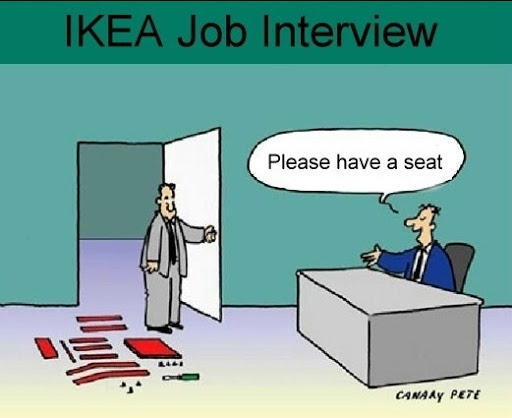 IKEA Job Interview
Please have a seat
CANARY PETE